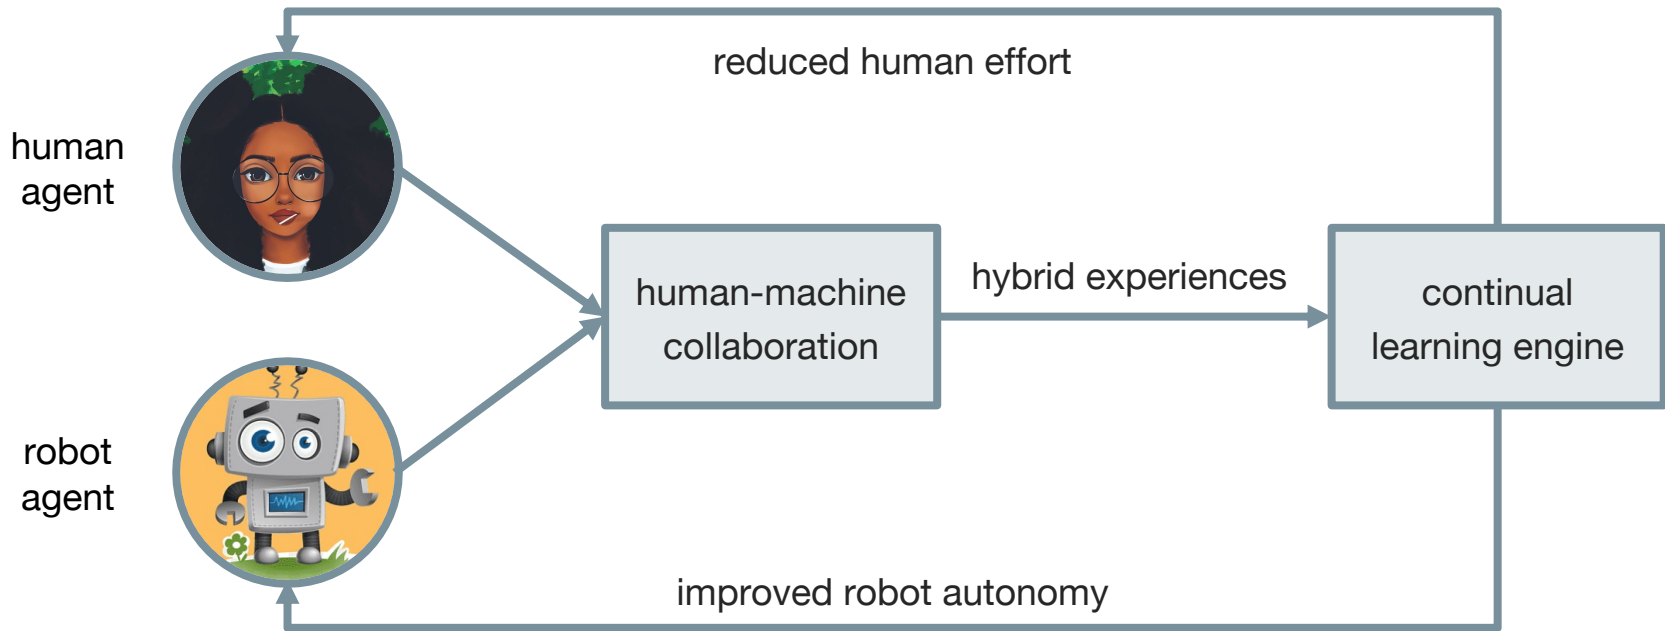 reduced human effort
human
agent
human-machine
collaboration
hybrid experiences
continual
learning engine
robot
agent
improved robot autonomy